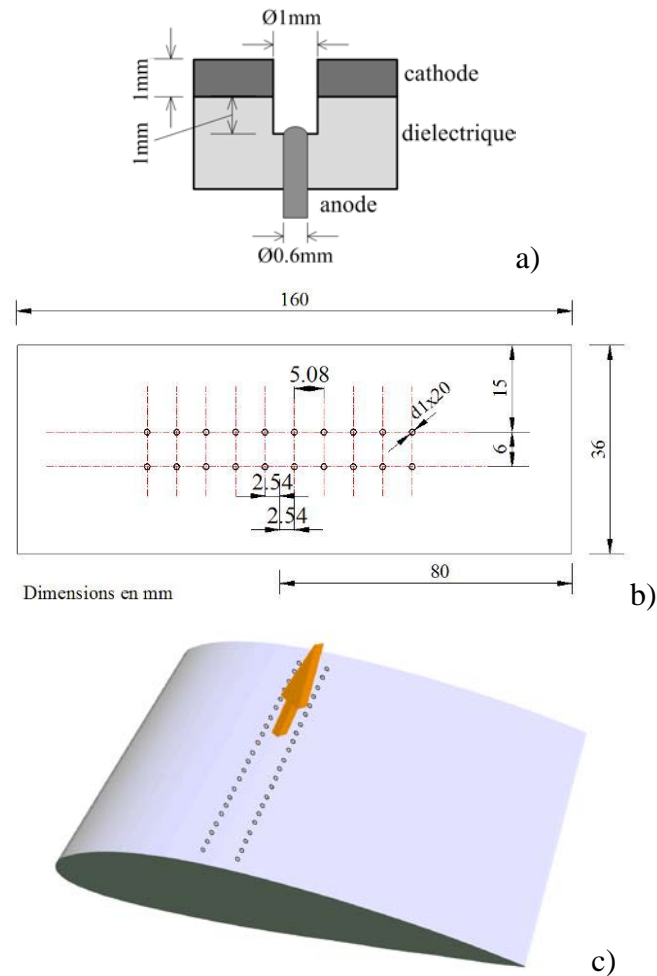 Ø1mm
1mm
cathode
1mm
dielectrique
anode
Ø0.6mm
a)
160
5.08
d1x20
15
6
36
2.54
2.54
80
Dimensions en mm
b)
c)